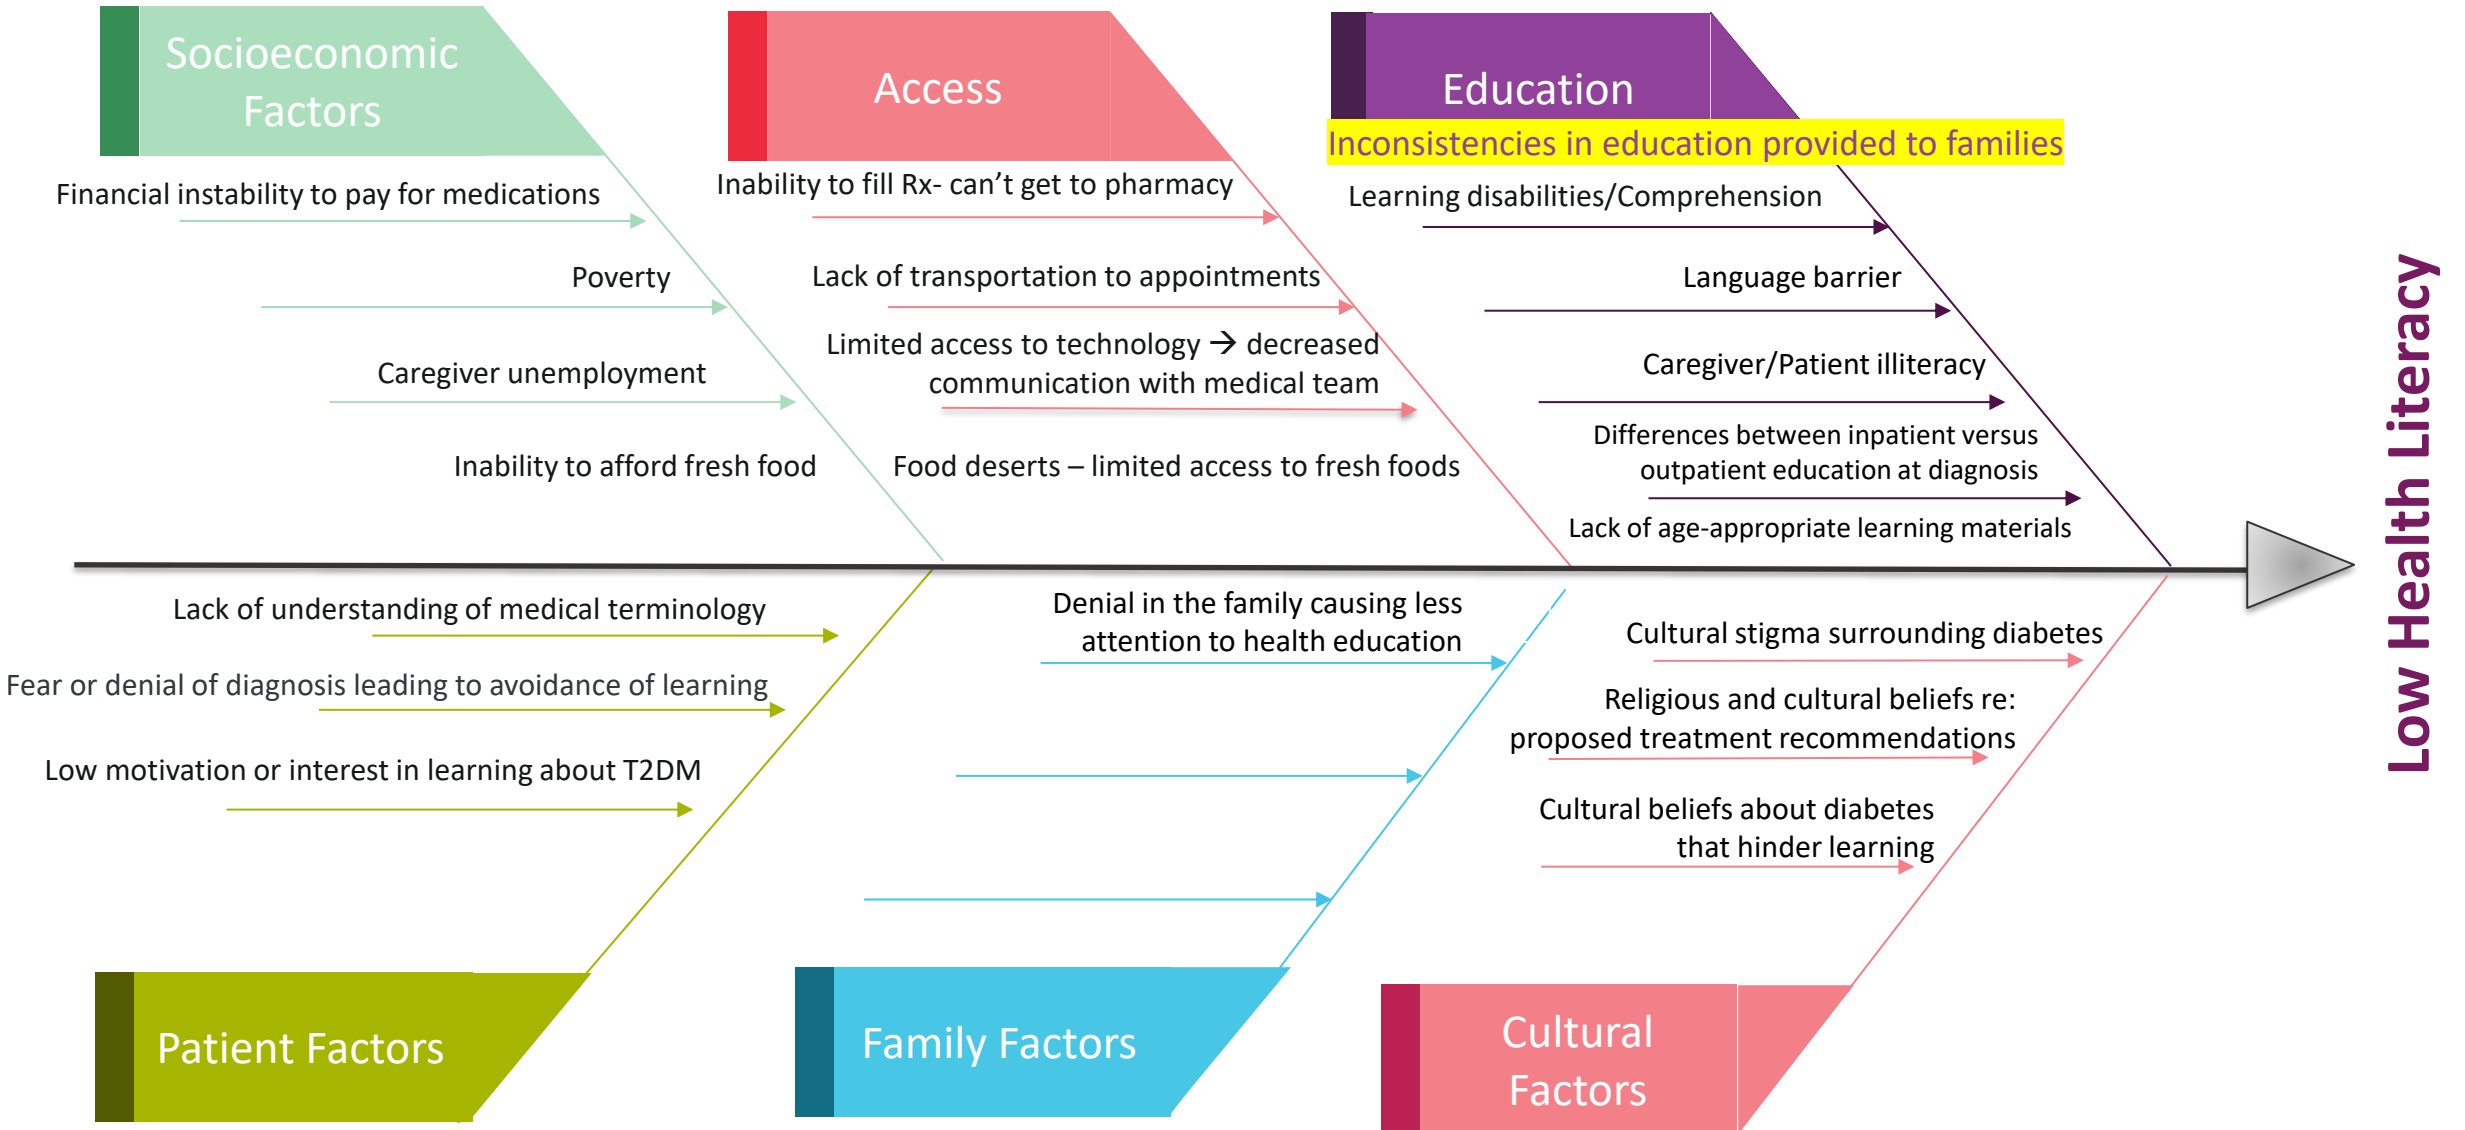 Socioeconomic
Factors
Financial instability to pay for medications
Poverty
Caregiver unemployment
Inability to afford fresh food
Access
Inability to fill Rx- can’t get to pharmacy
Lack of transportation to appointments
Limited access to technology → decreased
communication with medical team
Food deserts – limited access to fresh foods
Education
Inconsistencies in education provided to families
Learning disabilities/Comprehension
Language barrier
Caregiver/Patient illiteracy
Differences between inpatient versus
outpatient education at diagnosis
Lack of age-appropriate learning materials
Low Health Literacy
Lack of understanding of medical terminology
Fear or denial of diagnosis leading to avoidance of learning
Low motivation or interest in learning about T2DM
Patient Factors
Denial in the family causing less
attention to health education
Family Factors
Cultural stigma surrounding diabetes
Religious and cultural beliefs re:
proposed treatment recommendations
Cultural beliefs about diabetes
that hinder learning
Cultural
Factors